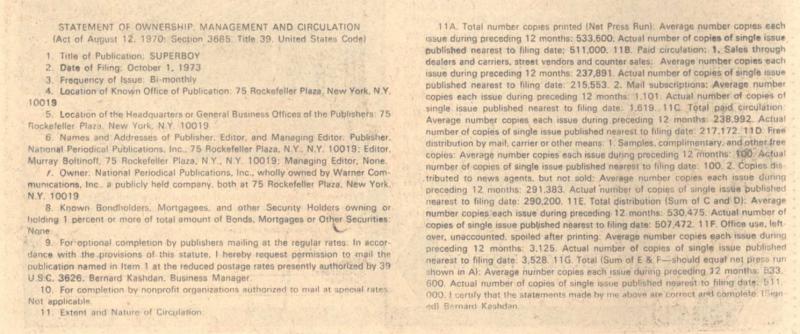 STATEMENT OF OWNERSHIP, MANAGEMENT AND CIRCULATION
(Act of August 12, 1970: Section 3685. Title 39. United States Code)
1. Title of Publication: SUPERBOY
2. Date of Filing: October 1, 1973
3. Frequency of Issue: Bi-monthly
4. Location of Known Office of Publication: 75 Rockefeller Plaza, New York, N.Y.
10019
5. Location of the Headquarters or General Business Offices of the Publishers: 75
Rockefeller Plaza, New York, N.Y. 10019
6. Names and Addresses of Publisher, Editor, and Managing Editor: Publisher,
National Periodical Publications, Inc., 75 Rockefeller Plaza, N.Y., N.Y. 10019; Editor,
Murray Boltinoff, 75 Rockefeller Plaza, N.Y., N.Y. 10019; Managing Editor, None.
7. Owner: National Periodical Publications, Inc., wholly owned by Warner Com-
munications, Inc., a publicly held company, both at 75 Rockefeller Plaza, New York,
N.Y. 10019
8. Known Bondholders, Mortgagees, and other Security Holders owning or
holding 1 percent or more of total amount of Bonds, Mortgages or Other Securities:
None
9. For optional completion by publishers mailing at the regular rates: In accor-
dance with the provisions of this statute, I hereby request permission to mail the
publication named in Item 1 at the reduced postage rates presently authorized by 39
U.S.C. 3626. Bernard Kashdan, Business Manager
10. For completion by nonprofit organizations authorized to mail at special rates:
Not applicable.
11. Extent and Nature of Circulation:
11A. Total number copies printed (Net Press Run): Average number copies each
issue during preceding 12 months: 533,600. Actual number of copies of single issue
published nearest to filing date: 511,000. 11B. Paid circulation: 1. Sales through
dealers and carriers, street vendors and counter sales: Average number copies each
issue during preceding 12 months: 237,891. Actual number of copies of single issue
published nearest to filing date: 215,553. 2. Mail subscriptions: Average number
copies each issue during preceding 12 months: 1,101. Actual number of copies of
single issue published nearest to filing date: 1,619. 11C. Total paid circulation:
Average number copies each issue during preceding 12 months: 238,992. Actual
number of copies of single issue published nearest to filing date: 217,172. 11D. Free
distribution by mail, carrier or other means: 1. Samples, complimentary, and other free
copies: Average number copies each issue during preceding 12 months: 100. Actual
number of copies of single issue published nearest to filing date: 100. 2. Copies dis-
tributed to news agents, but not sold: Average number copies each issue during
preceding 12 months: 291,383. Actual number of copies of single issue published
nearest to filing date: 290,200. 11E. Total distribution (Sum of C and D): Average
number copies each issue during preceding 12 months: 530,475. Actual number of
copies of single issue published nearest to filing date: 507,472. 11F. Office use, left-
over, unaccounted, spoiled after printing: Average number copies each issue during
preceding 12 months: 3,125. Actual number of copies of single issue published
nearest to filing date: 3,528. 11G. Total (Sum of E & F—should equal net press run
shown in A): Average number copies each issue during preceding 12 months: 533,
600. Actual number of copies of single issue published nearest to filing date: 511,
000. I certify that the statements made by me above are correct and complete. (Sign-
ed) Bernard Kashdan.